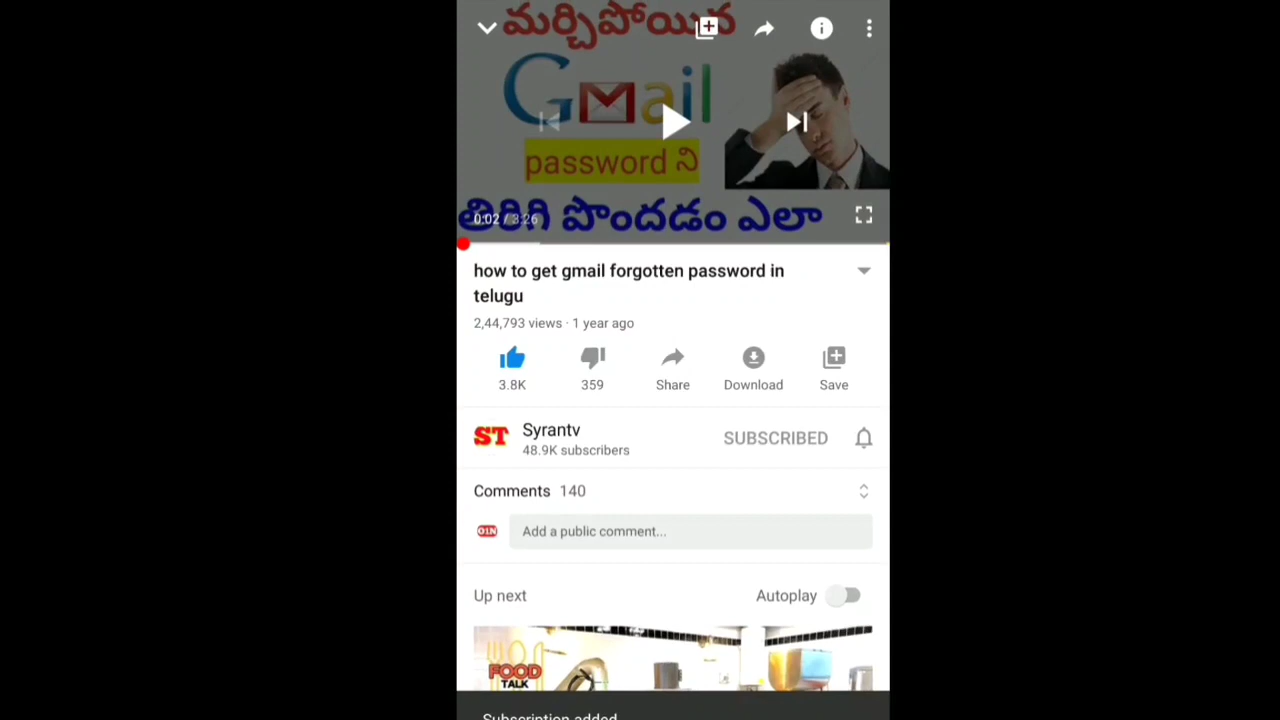 మర్చిపోయిన
Gmail
password ని
తిరిగి పొందడం ఎలా
0:02 / 3:26
how to get gmail forgotten password in
telugu
2,44,793 views · 1 year ago
3.8K 359 Share Download Save
ST Syrantv SUBSCRIBED
48.9K subscribers
Comments 140
O1N Add a public comment...
Up next Autoplay
FOOD
TALK
Subscription added